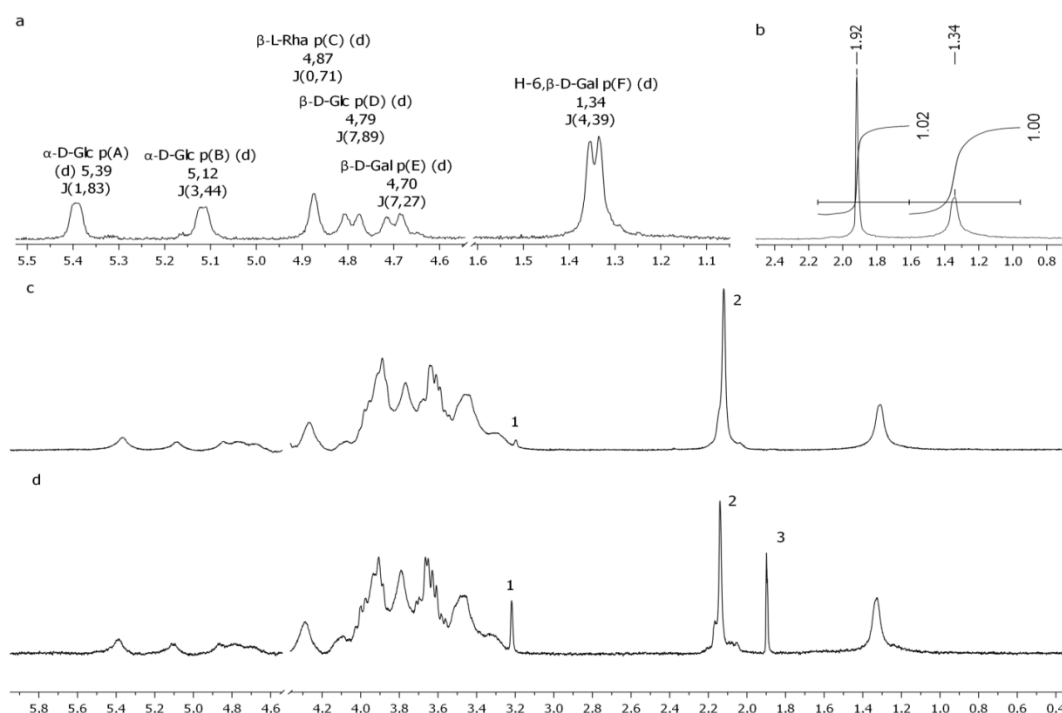 a
b
β-L-Rha p(C) (d)
4,87
J(0,71)
β-D-Glc p(D) (d)
4,79
J(7,89)
H-6,β-D-Gal p(F) (d)
1,34
J(4,39)
α-D-Glc p(A)
(d) 5,39
J(1,83)
α-D-Glc p(B) (d)
5,12
J(3,44)
β-D-Gal p(E) (d)
4,70
J(7,27)
1.92
1.34
1.02
1.00
5.5 5.4 5.3 5.2 5.1 5.0 4.9 4.8 4.7 4.6 1.5 1.4 1.3 1.2 1.1
2.4 2.2 2.0 1.8 1.6 1.4 1.2 1.0 0.8
c
2
1
d
2
3
1
5.8 5.6 5.4 5.2 5.0 4.8 4.6 4.2 4.0 3.8 3.6 3.4 3.2 3.0 2.8 2.6 2.4 2.2 2.0 1.8 1.6 1.4 1.2 1.0 0.8 0.6